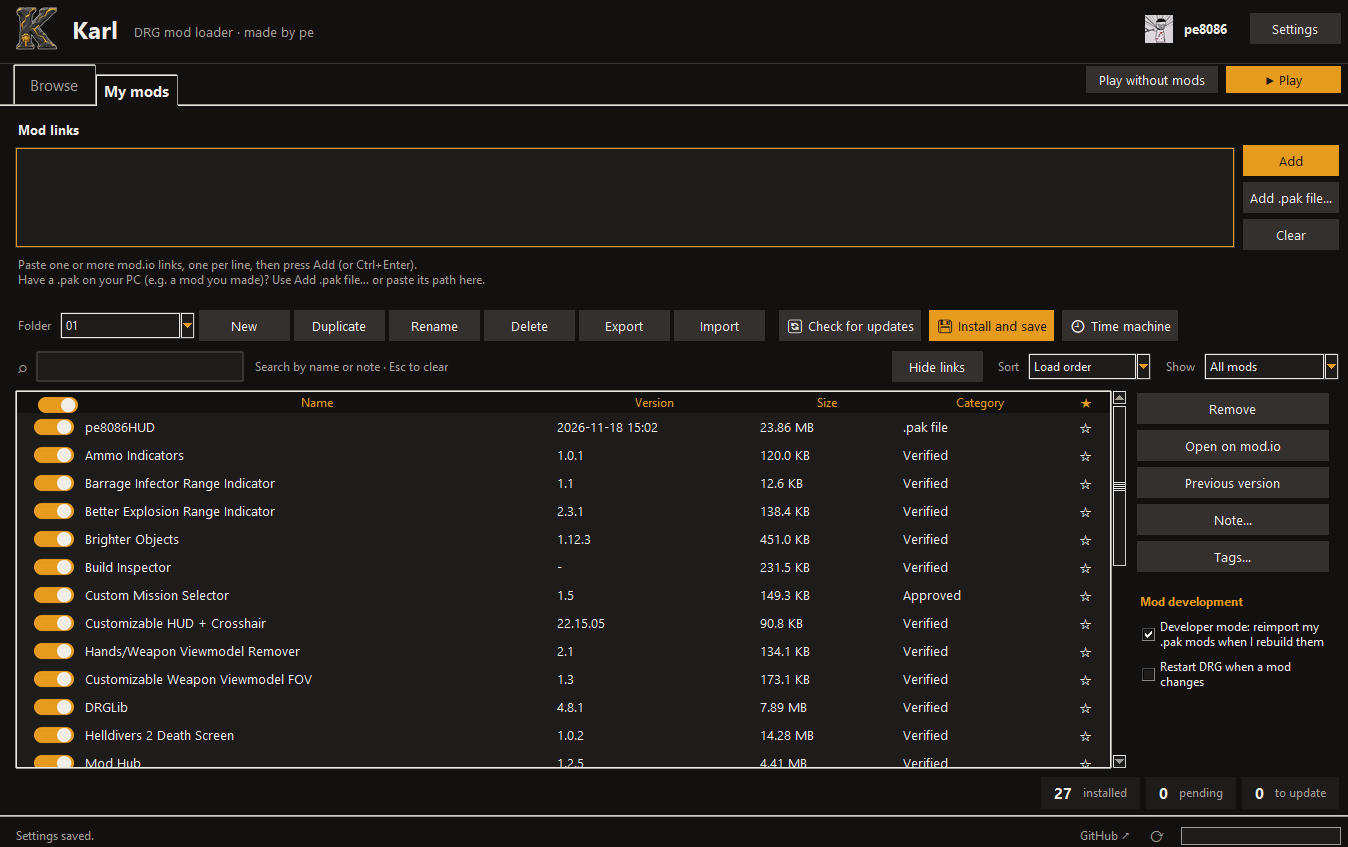 Karl DRG mod loader · made by pe pe8086 Settings
Browse My mods Play without mods ► Play
Mod links
Add
Add .pak file...
Clear
Paste one or more mod.io links, one per line, then press Add (or Ctrl+Enter).
Have a .pak on your PC (e.g. a mod you made)? Use Add .pak file... or paste its path here.
Folder 01 New Duplicate Rename Delete Export Import Check for updates Install and save Time machine
Search by name or note · Esc to clear Hide links Sort Load order Show All mods
Name Version Size Category ★
pe8086HUD 2026-11-18 15:02 23.86 MB .pak file ☆
Ammo Indicators 1.0.1 120.0 KB Verified ☆
Barrage Infector Range Indicator 1.1 12.6 KB Verified ☆
Better Explosion Range Indicator 2.3.1 138.4 KB Verified ☆
Brighter Objects 1.12.3 451.0 KB Verified ☆
Build Inspector - 231.5 KB Verified ☆
Custom Mission Selector 1.5 149.3 KB Approved ☆
Customizable HUD + Crosshair 22.15.05 90.8 KB Verified ☆
Hands/Weapon Viewmodel Remover 2.1 134.1 KB Verified ☆
Customizable Weapon Viewmodel FOV 1.3 173.1 KB Verified ☆
DRGLib 4.8.1 7.89 MB Verified ☆
Helldivers 2 Death Screen 1.0.2 14.28 MB Verified ☆
Mod Hub 1.2.5 4.41 MB Verified ☆
Remove
Open on mod.io
Previous version
Note...
Tags...
Mod development
Developer mode: reimport my
.pak mods when I rebuild them
Restart DRG when a mod
changes
27 installed 0 pending 0 to update
Settings saved. GitHub ↗